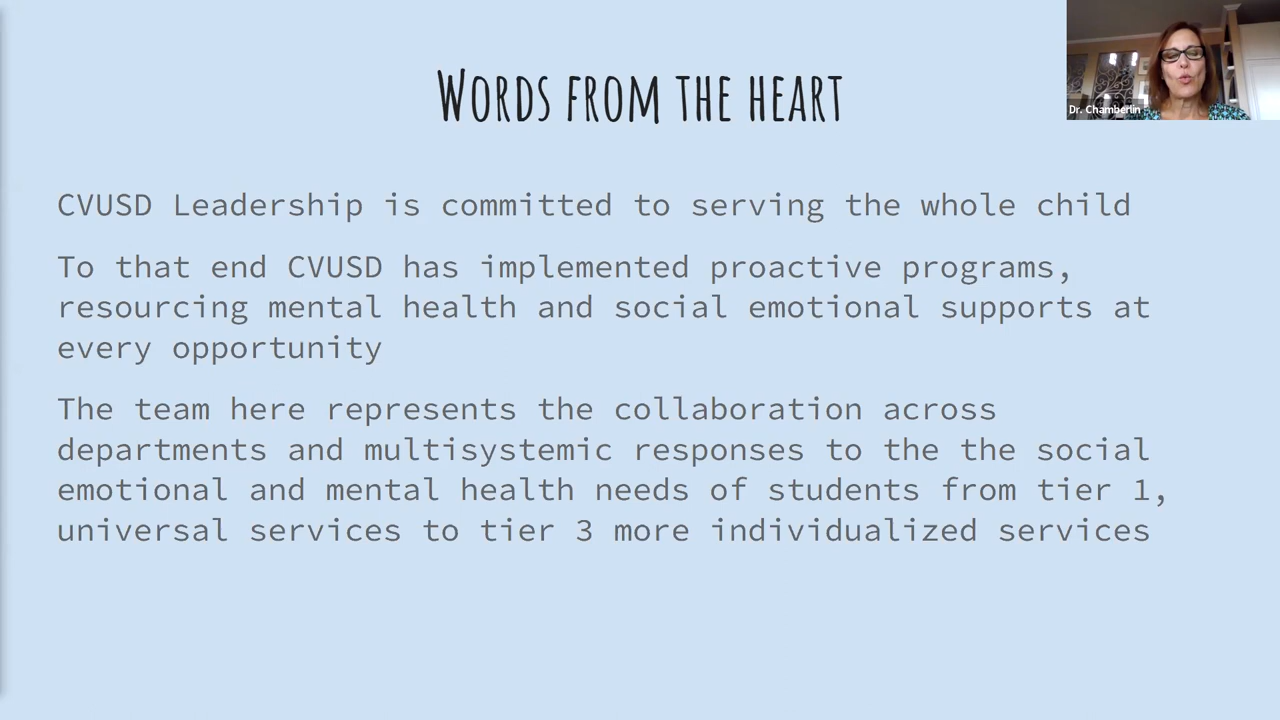 Words from the heart
Dr. Chamberlin
CVUSD Leadership is committed to serving the whole child
To that end CVUSD has implemented proactive programs,
resourcing mental health and social emotional supports at
every opportunity
The team here represents the collaboration across
departments and multisystemic responses to the the social
emotional and mental health needs of students from tier 1,
universal services to tier 3 more individualized services